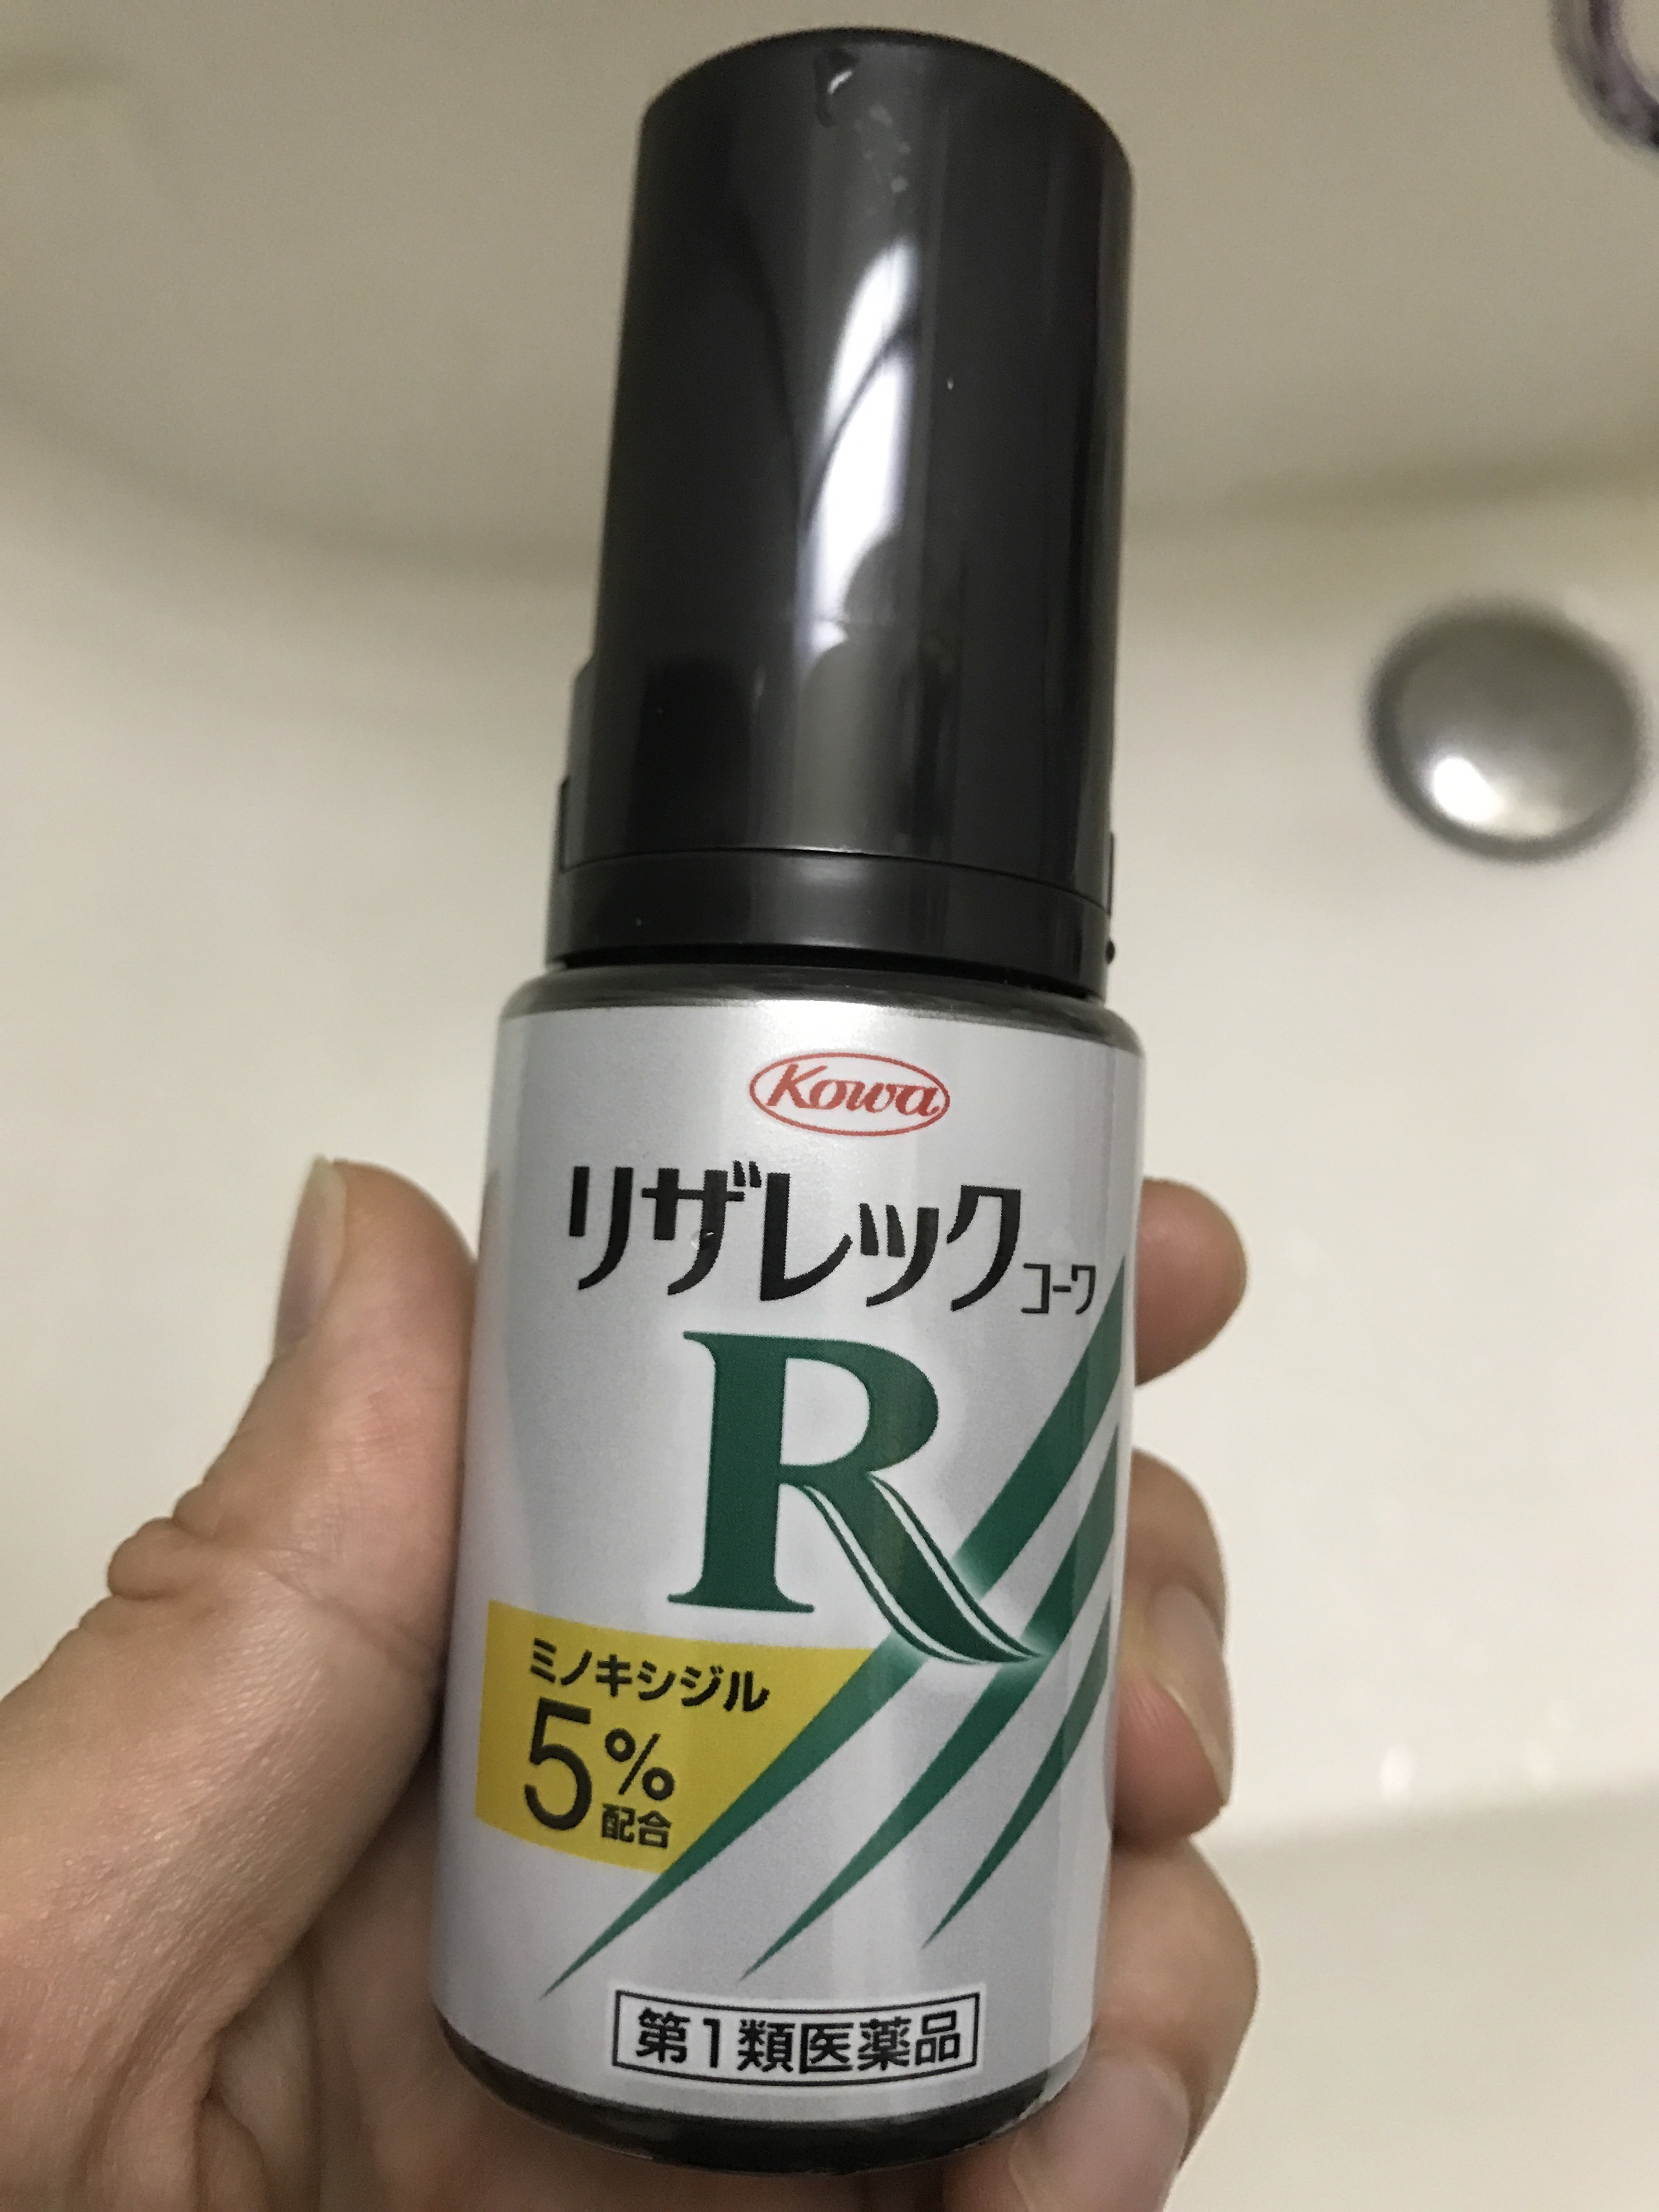 Kowa
リザレックコーワ
R
ミノキシジル
5%
配合
第1類医薬品